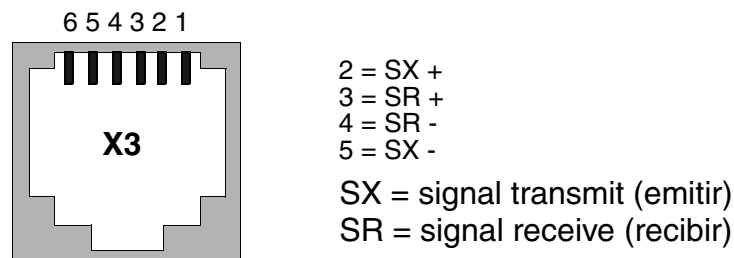 6 5 4 3 2 1
X3
2 = SX +
3 = SR +
4 = SR -
5 = SX -
SX = signal transmit (emitir)
SR = signal receive (recibir)